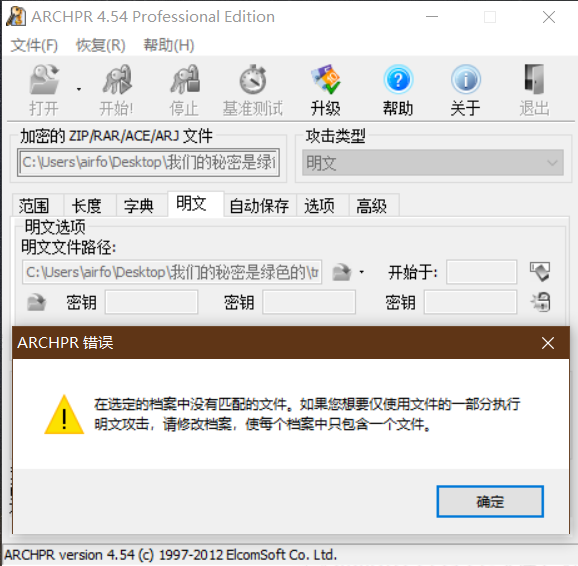 ARCHPR 4.54 Professional Edition
文件(F) 恢复(R) 帮助(H)
打开 开始! 停止 基准测试 升级 帮助 关于 退出
加密的 ZIP/RAR/ACE/ARJ 文件 攻击类型
C:\Users\airfo\Desktop\我们的秘密是绿 明文
范围 长度 字典 明文 自动保存 选项 高级
明文选项
明文文件路径:
C:\Users\airfo\Desktop\我们的秘密是绿色的\tr 开始于:
密钥 密钥 密钥
ARCHPR 错误
在选定的档案中没有匹配的文件。如果您想要仅使用文件的一部分执行
明文攻击，请修改档案，使每个档案中只包含一个文件。
确定
ARCHPR version 4.54 (c) 1997-2012 ElcomSoft Co. Ltd.